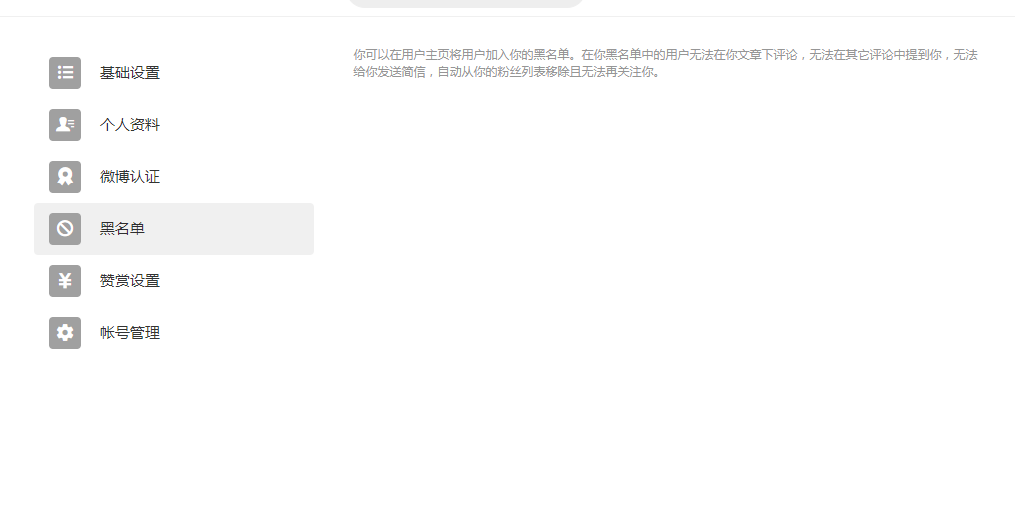 基础设置
个人资料
微博认证
黑名单
赞赏设置
帐号管理
你可以在用户主页将用户加入你的黑名单。在你黑名单中的用户无法在你文章下评论，无法在其它评论中提到你，无法
给你发送简信，自动从你的粉丝列表移除且无法再关注你。